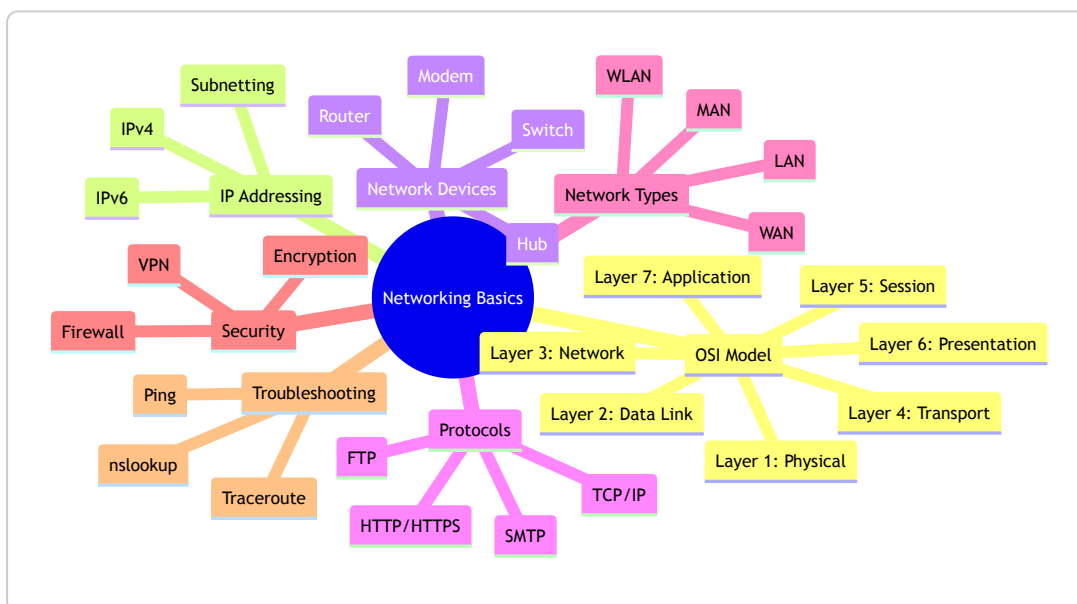 Networking Basics
IP Addressing
Subnetting
IPv4
IPv6
Network Devices
Router
Modem
Switch
Hub
Network Types
WLAN
MAN
LAN
WAN
OSI Model
Layer 7: Application
Layer 5: Session
Layer 6: Presentation
Layer 4: Transport
Layer 1: Physical
Layer 2: Data Link
Layer 3: Network
Protocols
FTP
HTTP/HTTPS
SMTP
TCP/IP
Troubleshooting
Ping
nslookup
Traceroute
Security
Encryption
VPN
Firewall